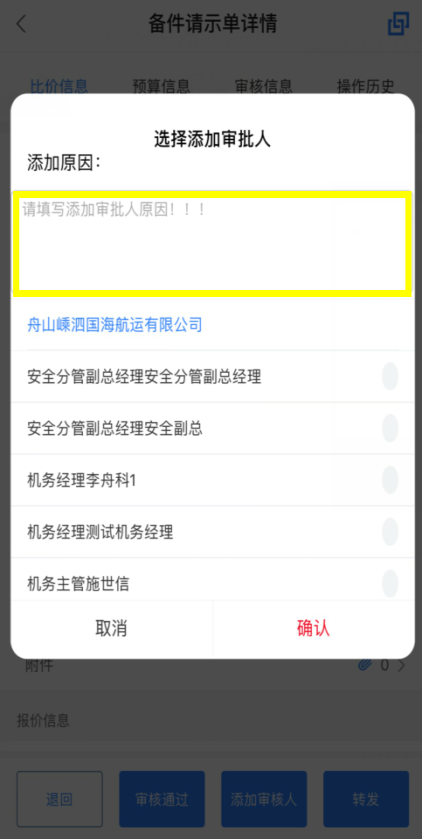 备件请示单详情
比价信息 预算信息 审核信息 操作历史
选择添加审批人
添加原因：
请填写添加审批人原因！！！
舟山嵊泗国海航运有限公司
安全分管副总经理安全分管副总经理
安全分管副总经理安全副总
机务经理李舟科1
机务经理测试机务经理
机务主管施世信
取消 确认
附件 0
报价信息
退回 审核通过 添加审核人 转发